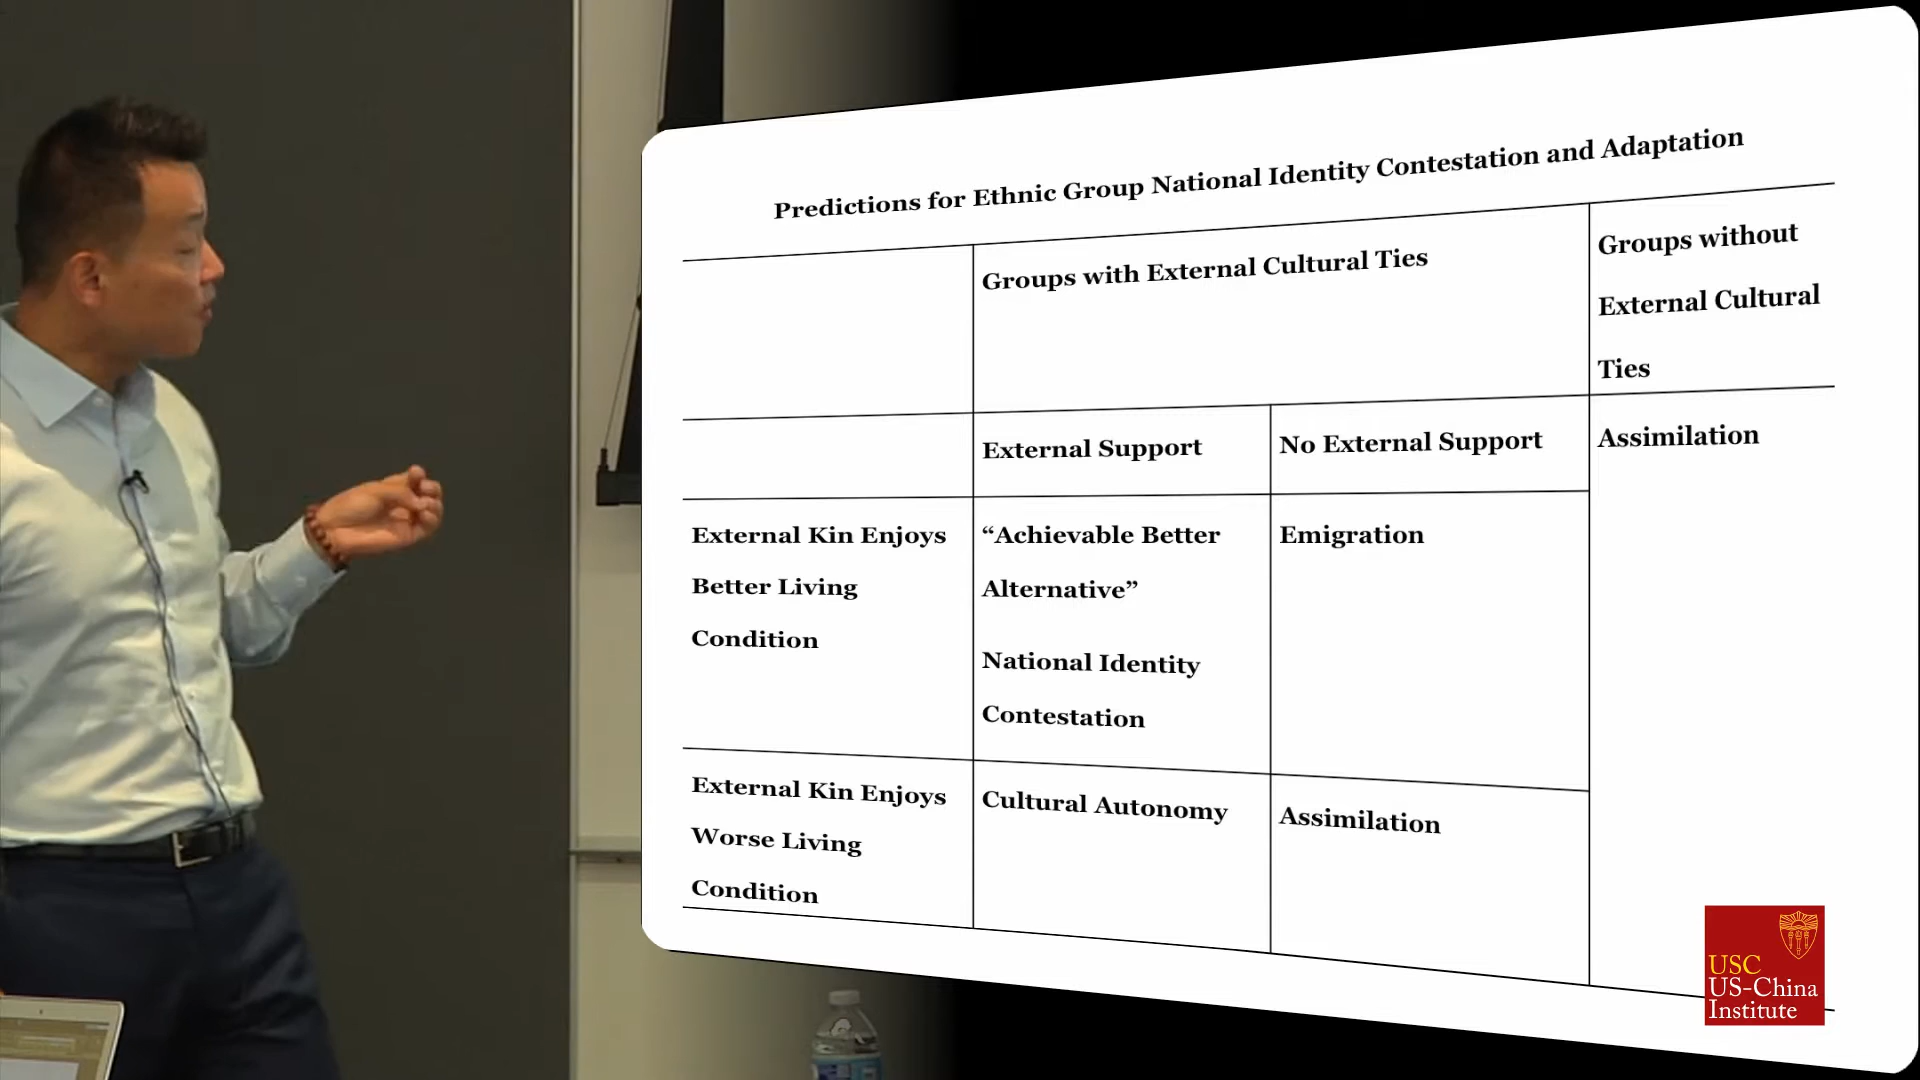 Predictions for Ethnic Group National Identity Contestation and Adaptation
Groups with External Cultural Ties
Groups without
External Cultural
Ties
External Support
No External Support
Assimilation
External Kin Enjoys
Better Living
Condition
“Achievable Better
Alternative”
National Identity
Contestation
Emigration
External Kin Enjoys
Worse Living
Condition
Cultural Autonomy
Assimilation
USC
US-China
Institute